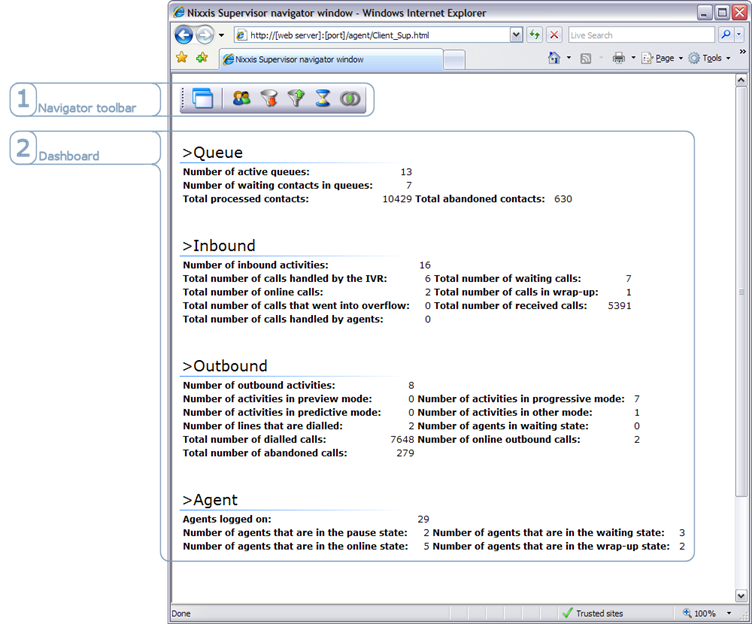 Nixxis Supervisor navigator window - Windows Internet Explorer
http://[web server]:[port]/agent/Client_Sup.html
Live Search
Nixxis Supervisor navigator window
Page
Tools
1 Navigator toolbar
2 Dashboard
>Queue
Number of active queues: 13
Number of waiting contacts in queues: 7
Total processed contacts: 10429 Total abandoned contacts: 630
>Inbound
Number of inbound activities: 16
Total number of calls handled by the IVR: 6 Total number of waiting calls: 7
Total number of online calls: 2 Total number of calls in wrap-up: 1
Total number of calls that went into overflow: 0 Total number of received calls: 5391
Total number of calls handled by agents: 0
>Outbound
Number of outbound activities: 8
Number of activities in preview mode: 0 Number of activities in progressive mode: 7
Number of activities in predictive mode: 0 Number of activities in other mode: 1
Number of lines that are dialled: 2 Number of agents in waiting state: 0
Total number of dialled calls: 7648 Number of online outbound calls: 2
Total number of abandoned calls: 279
>Agent
Agents logged on: 29
Number of agents that are in the pause state: 2 Number of agents that are in the waiting state: 3
Number of agents that are in the online state: 5 Number of agents that are in the wrap-up state: 2
Done
Trusted sites
100%